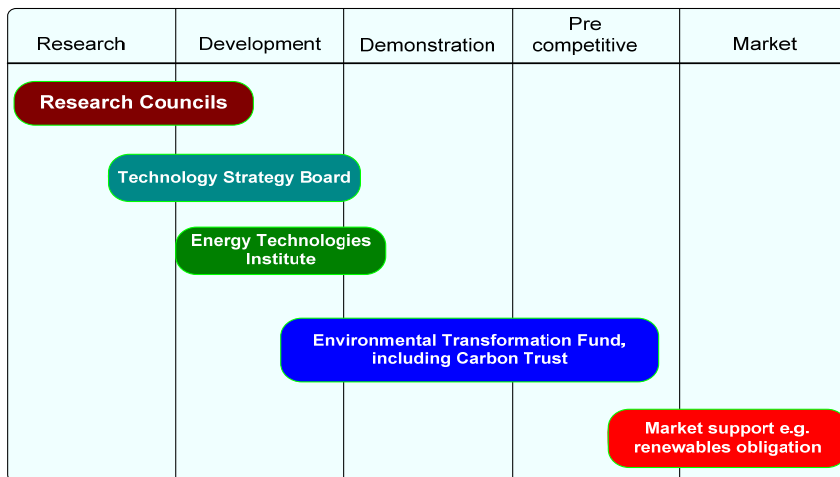 Research
Development
Demonstration
Pre
competitive
Market
Research Councils
Technology Strategy Board
Energy Technologies
Institute
Environmental Transformation Fund,
including Carbon Trust
Market support e.g.
renewables obligation